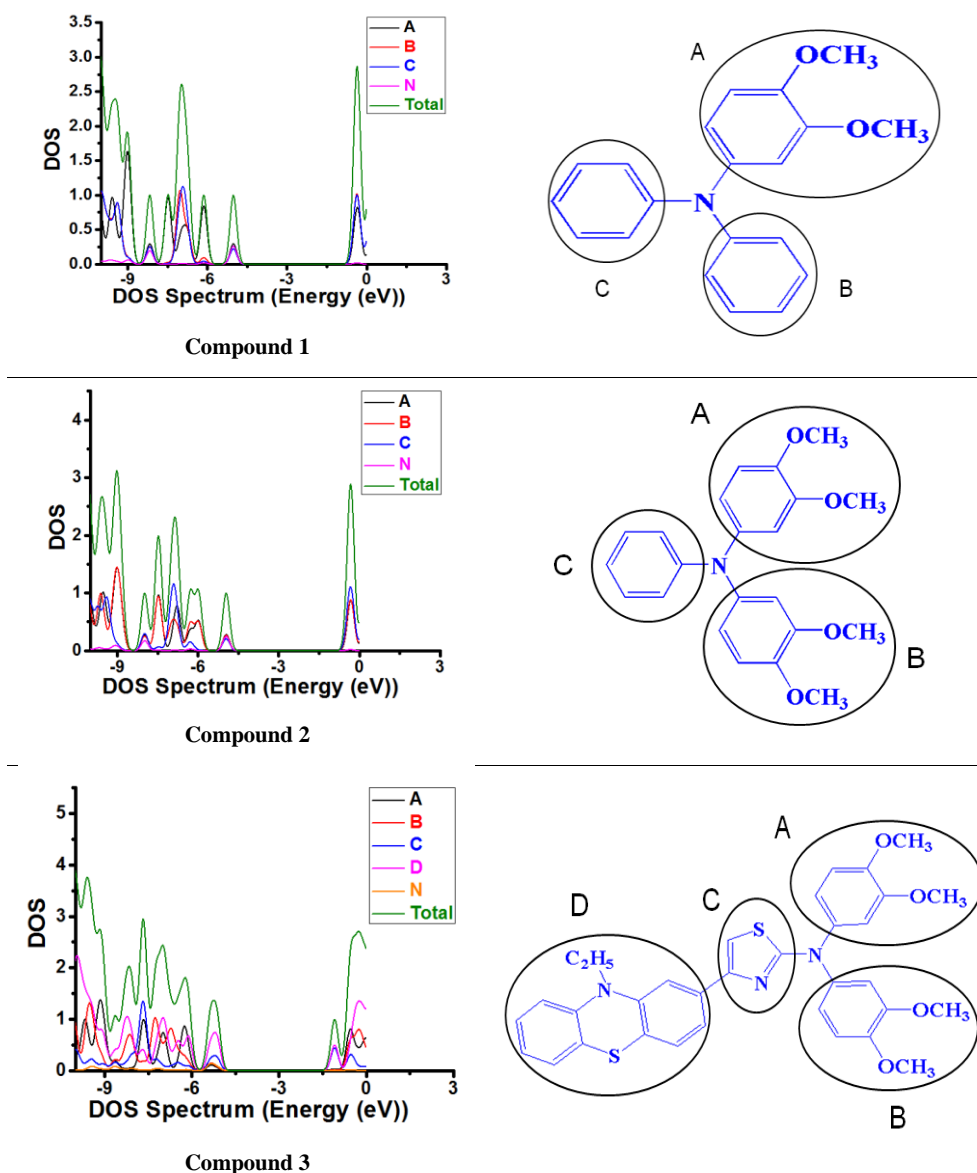 3.5
3.0
2.5
2.0
1.5
1.0
0.5
0.0
DOS
A
B
C
N
Total
-9 -6 -3 0 3
DOS Spectrum (Energy (eV))
Compound 1
A
OCH3
OCH3
N
C
B
4
3
2
1
0
DOS
A
B
C
N
Total
-9 -6 -3 0 3
DOS Spectrum (Energy (eV))
Compound 2
A
OCH3
OCH3
C
N
OCH3
OCH3
B
5
4
3
2
1
0
DOS
A
B
C
D
N
Total
-9 -6 -3 0 3
DOS Spectrum (Energy (eV))
Compound 3
A
OCH3
OCH3
D
C
S
C2H5
N
N
N
S
OCH3
OCH3
B